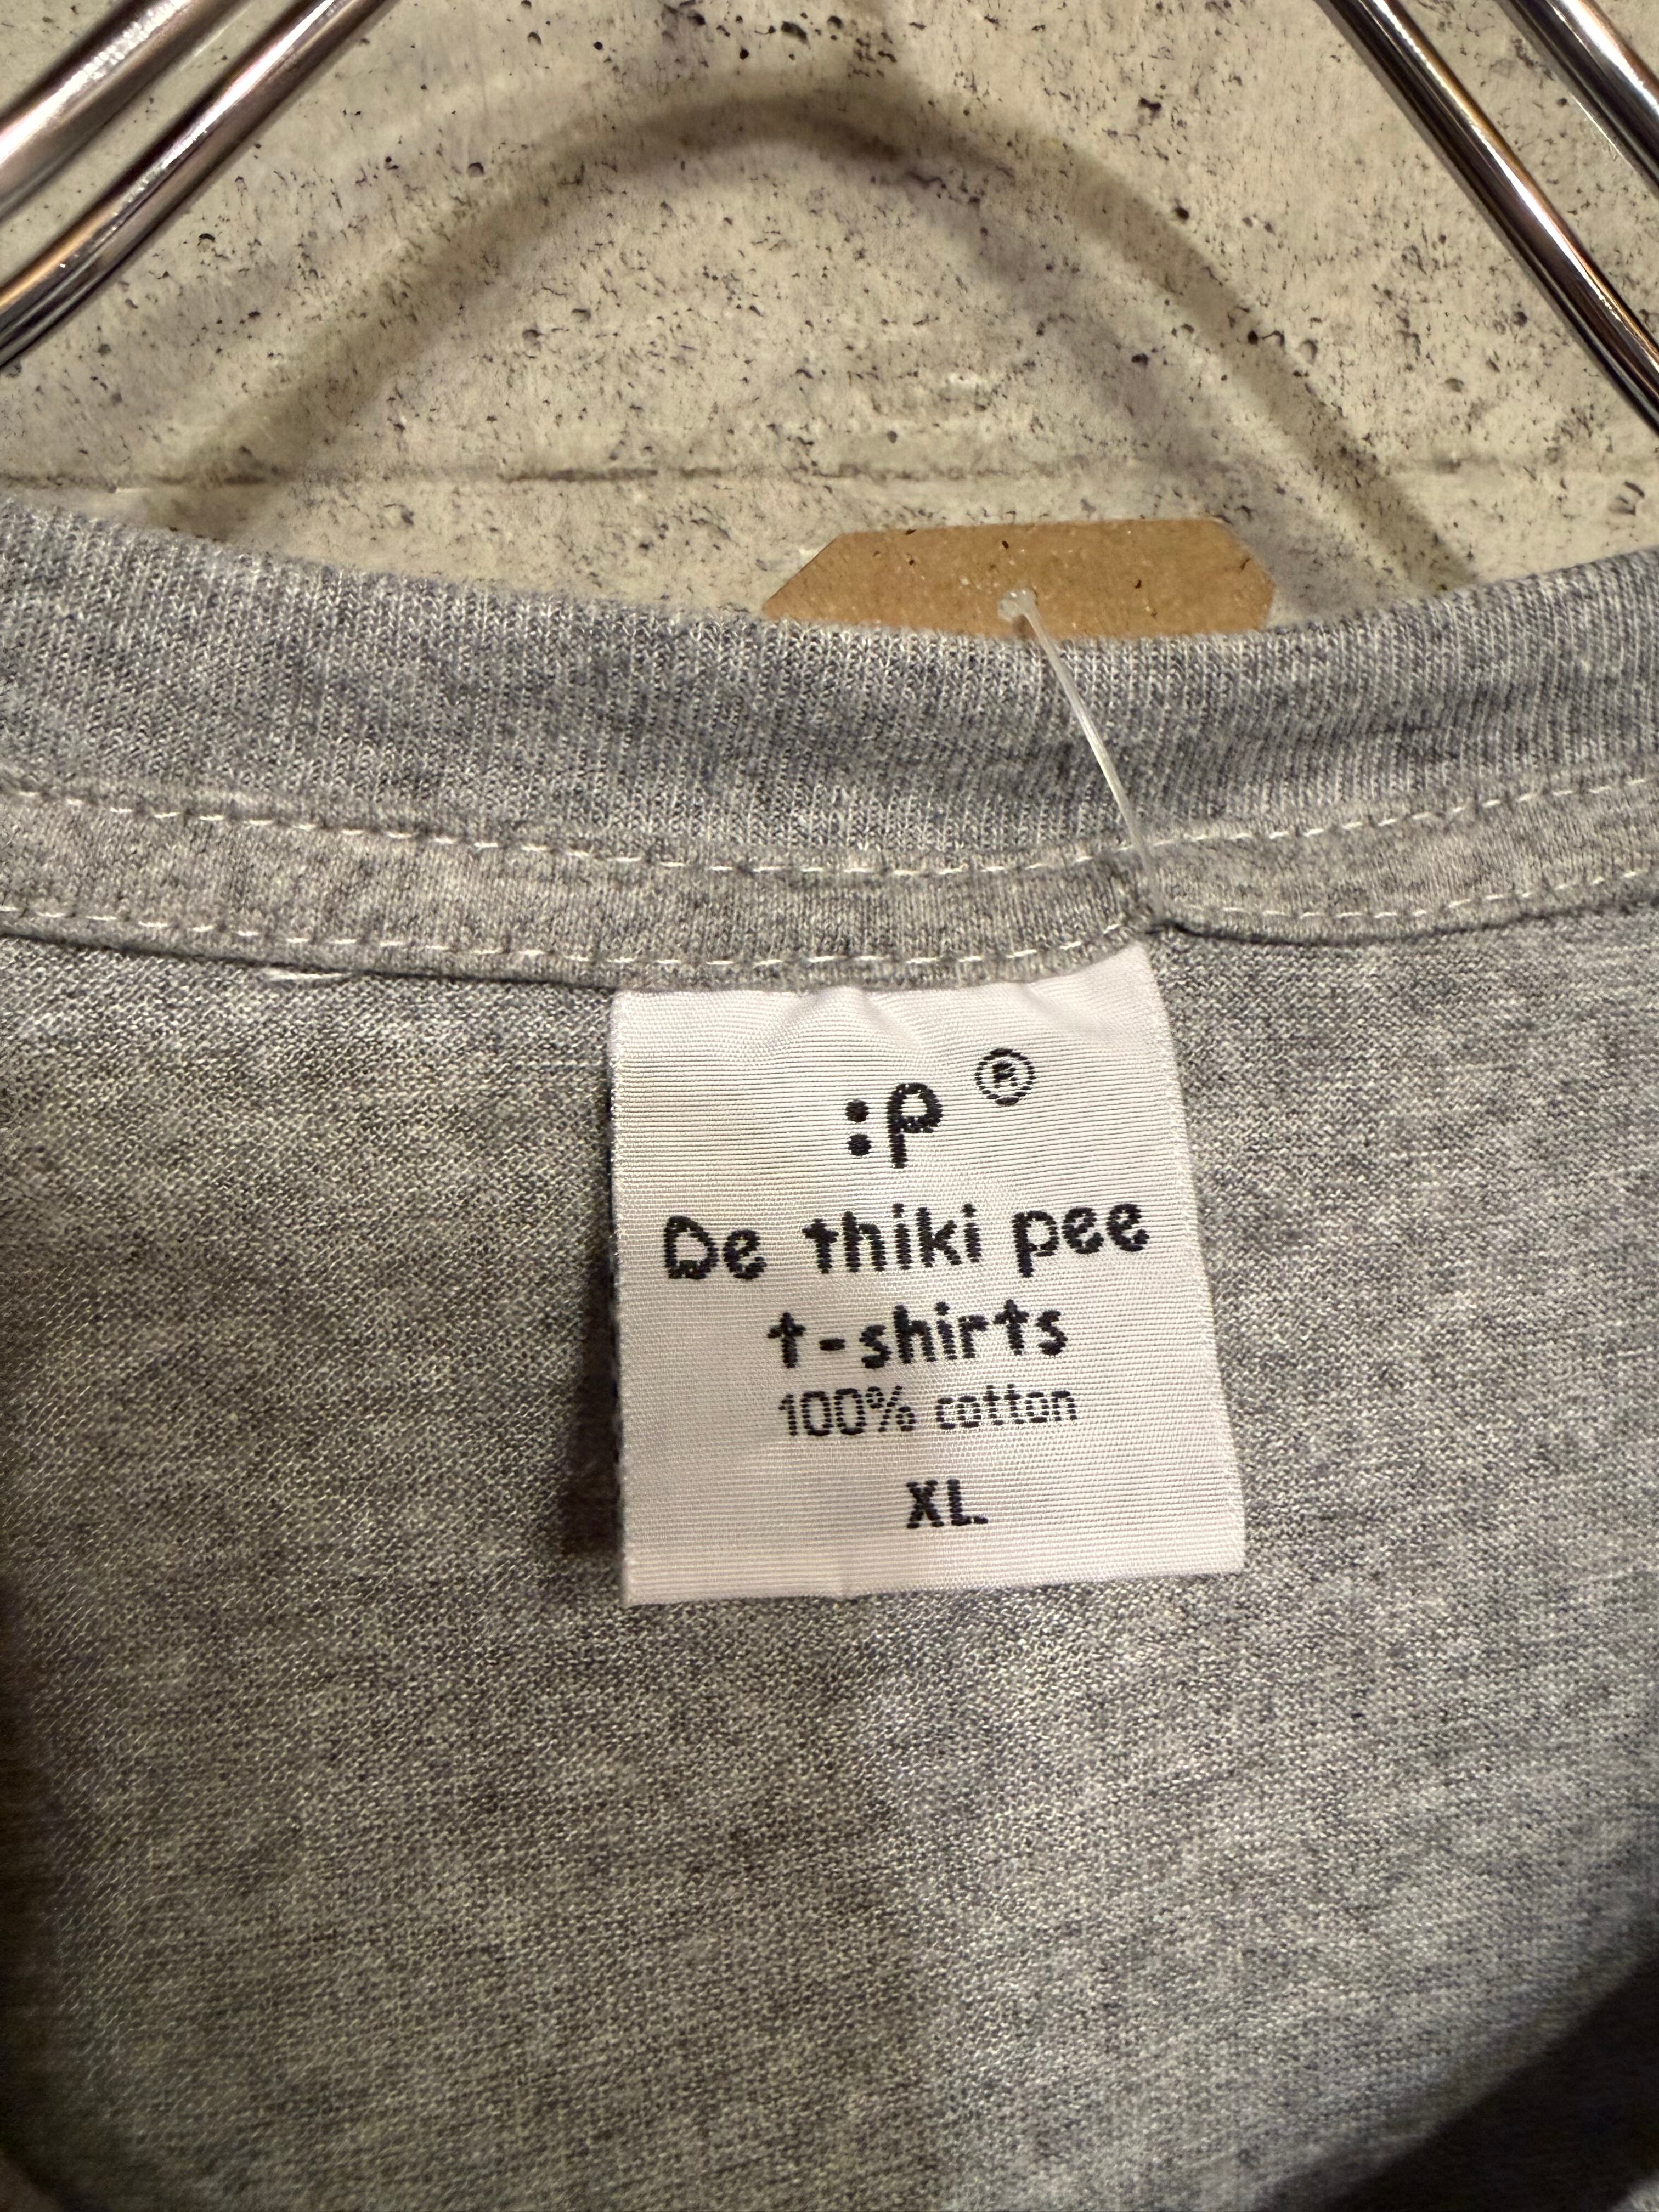 :P ®
De thiki pee
t-shirts
100% cotton
XL